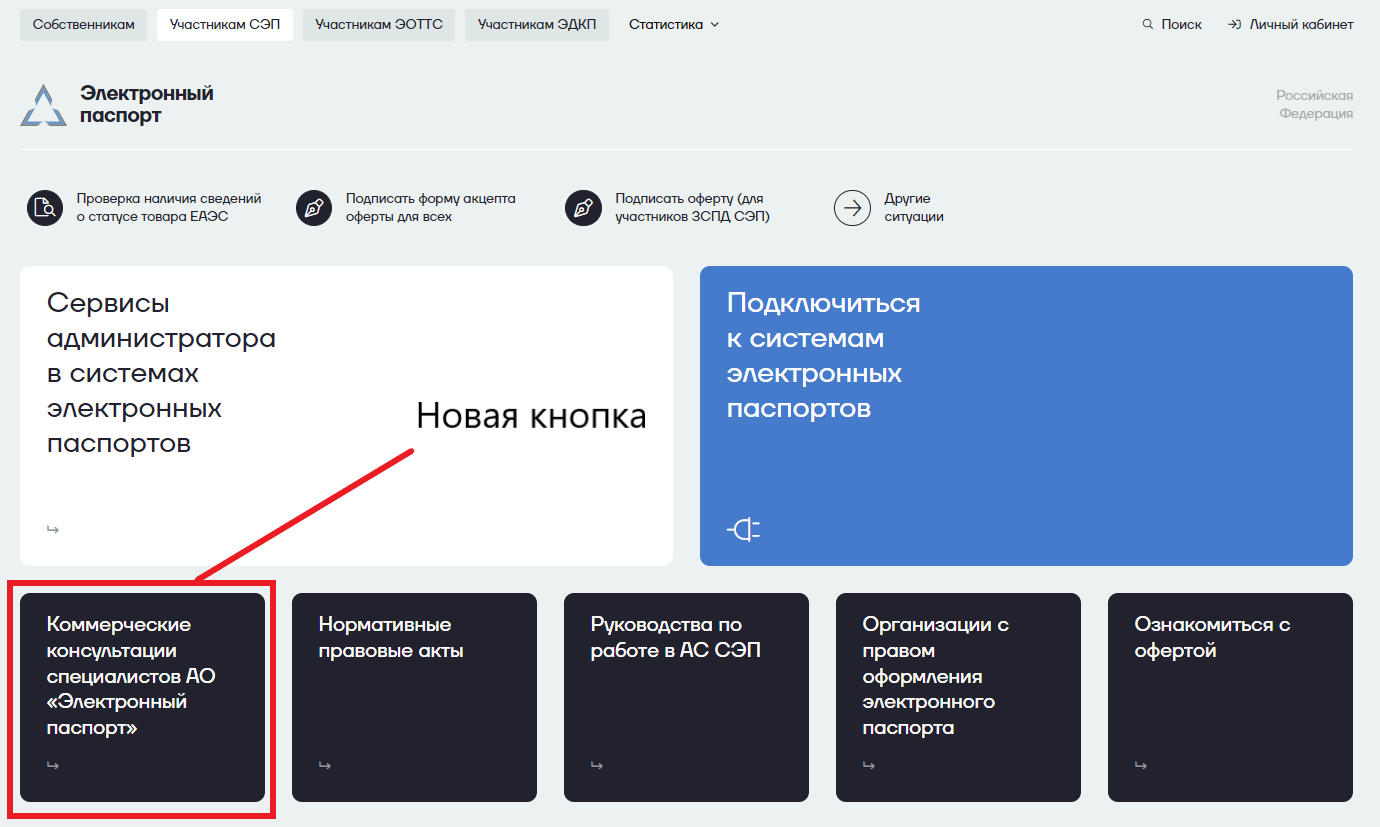 Собственникам
Участникам СЭП
Участникам ЭОТТС
Участникам ЭДКП
Статистика
Поиск
Личный кабинет
Электронный
паспорт
Российская
Федерация
Проверка наличия сведений
о статусе товара ЕАЭС
Подписать форму акцепта
оферты для всех
Подписать оферту (для
участников ЗСПД СЭП)
Другие
ситуации
Сервисы
администратора
в системах
электронных
паспортов
Новая кнопка
Подключиться
к системам
электронных
паспортов
Коммерческие
консультации
специалистов АО
«Электронный
паспорт»
Нормативные
правовые акты
Руководства по
работе в АС СЭП
Организации с
правом
оформления
электронного
паспорта
Ознакомиться с
офертой